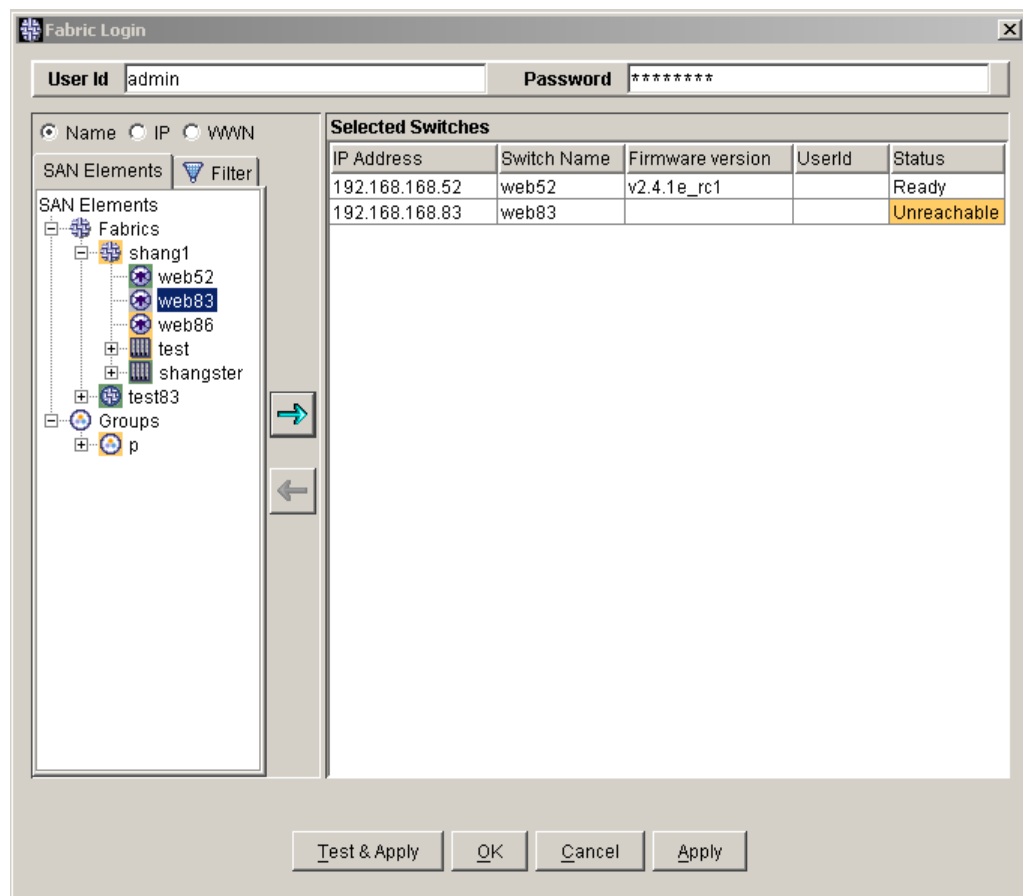 Fabric Login
User Id admin Password ********
Name IP WWN
SAN Elements Filter
SAN Elements
Fabrics
shang1
web52
web83
web86
test
shangster
test83
Groups
p
Selected Switches
IP Address Switch Name Firmware version UserId Status
192.168.168.52 web52 v2.4.1e_rc1 Ready
192.168.168.83 web83 Unreachable
Test & Apply OK Cancel Apply